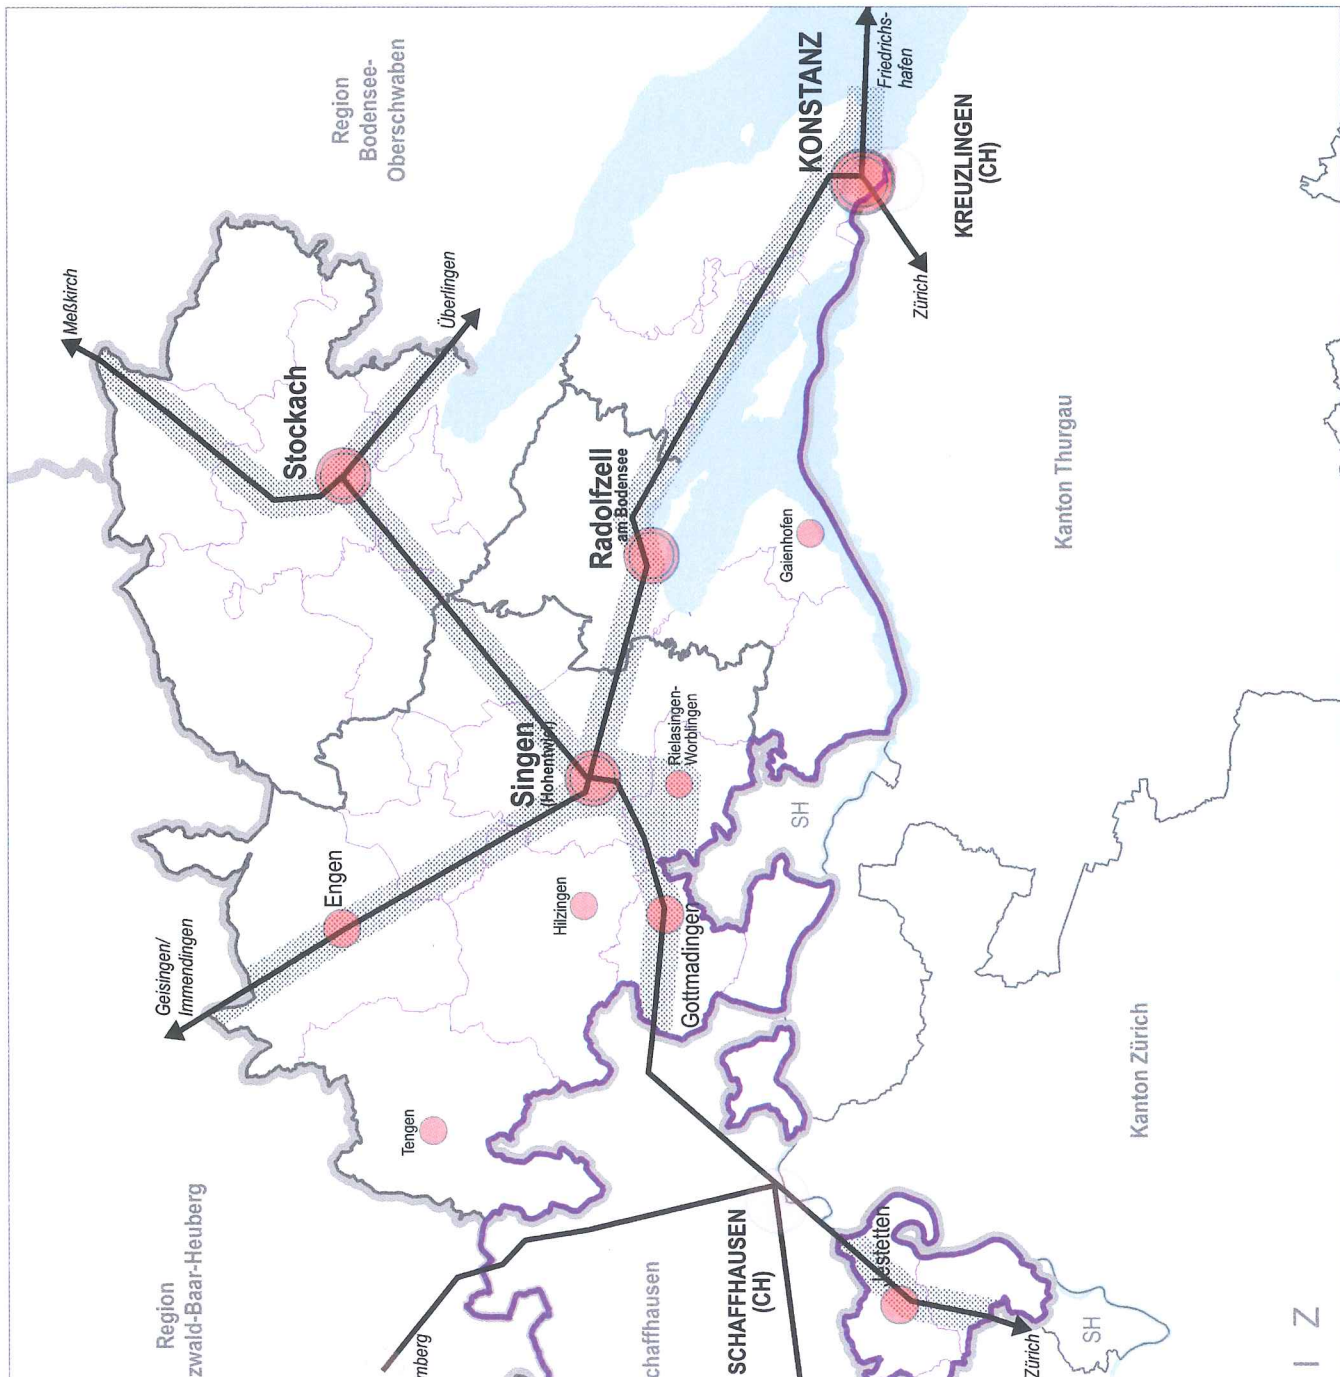 Region
zwald-Baar-Heuberg
Geisingen/
Immendingen
Meßkirch
Region
Bodensee-
Oberschwaben
Engen
Stockach
Überlingen
Tengen
mberg
Singen
(Hohentwiel)
Hilzingen
Radolfzell
am Bodensee
chaffhausen
Gottmadingen
Rielasingen-
Worblingen
SCHAFFHAUSEN
(CH)
Gaienhofen
SH
KONSTANZ
Friedrichs-
hafen
Jestetten
Zürich
KREUZLINGEN
(CH)
Zürich
Kanton Thurgau
SH
Kanton Zürich
I Z